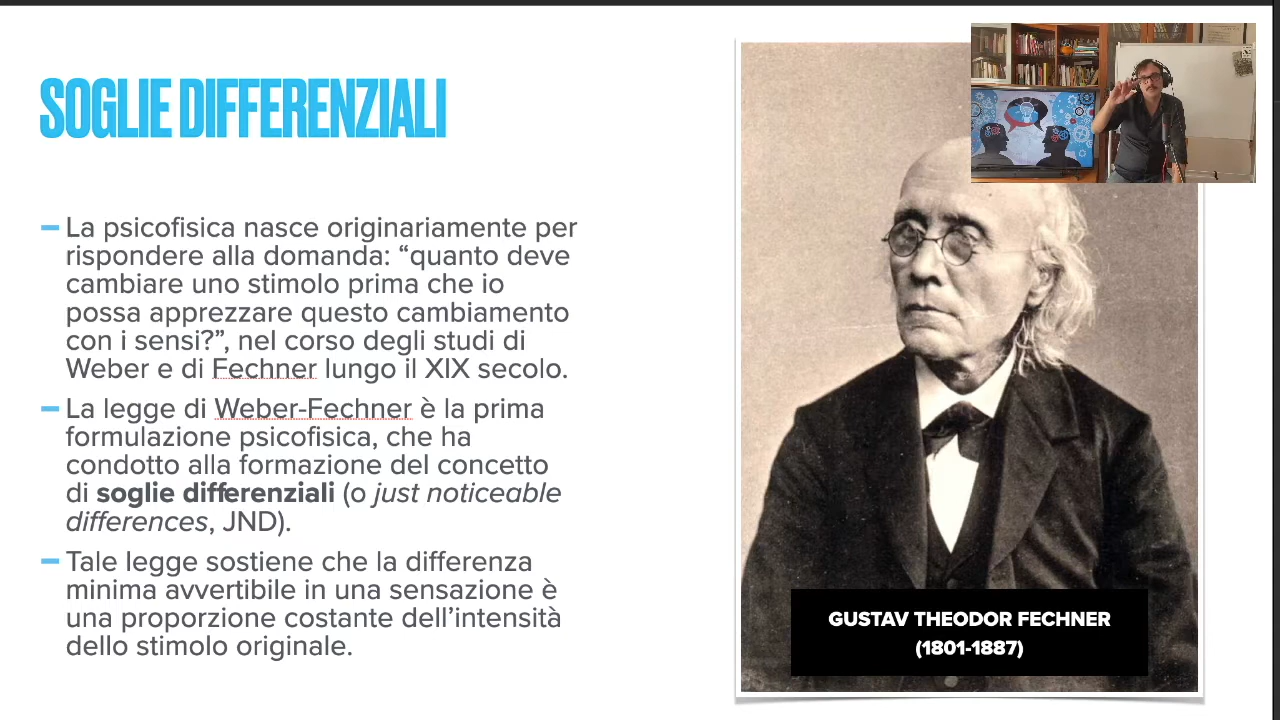 SOGLIE DIFFERENZIALI
La psicofisica nasce originariamente per
rispondere alla domanda: “quanto deve
cambiare uno stimolo prima che io
possa apprezzare questo cambiamento
con i sensi?”, nel corso degli studi di
Weber e di Fechner lungo il XIX secolo.
La legge di Weber-Fechner è la prima
formulazione psicofisica, che ha
condotto alla formazione del concetto
di soglie differenziali (o just noticeable
differences, JND).
Tale legge sostiene che la differenza
minima avvertibile in una sensazione è
una proporzione costante dell’intensità
dello stimolo originale.
GUSTAV THEODOR FECHNER
(1801-1887)